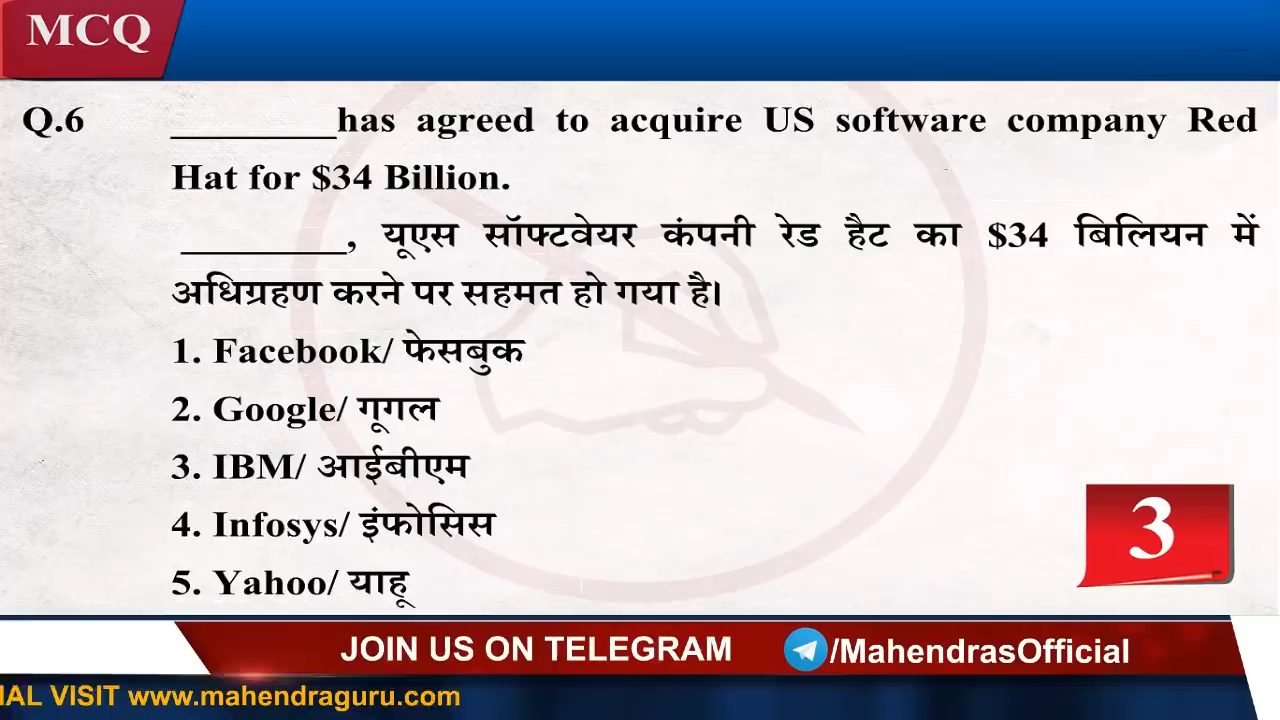 MCQ
Q.6 ________has agreed to acquire US software company Red
Hat for $34 Billion.
________, यूएस सॉफ्टवेयर कंपनी रेड हैट का $34 बिलियन में
अधिग्रहण करने पर सहमत हो गया है।
1. Facebook/ फेसबुक
2. Google/ गूगल
3. IBM/ आईबीएम
4. Infosys/ इंफोसिस
5. Yahoo/ याहू
3
JOIN US ON TELEGRAM /MahendrasOfficial
VISIT www.mahendraguru.com